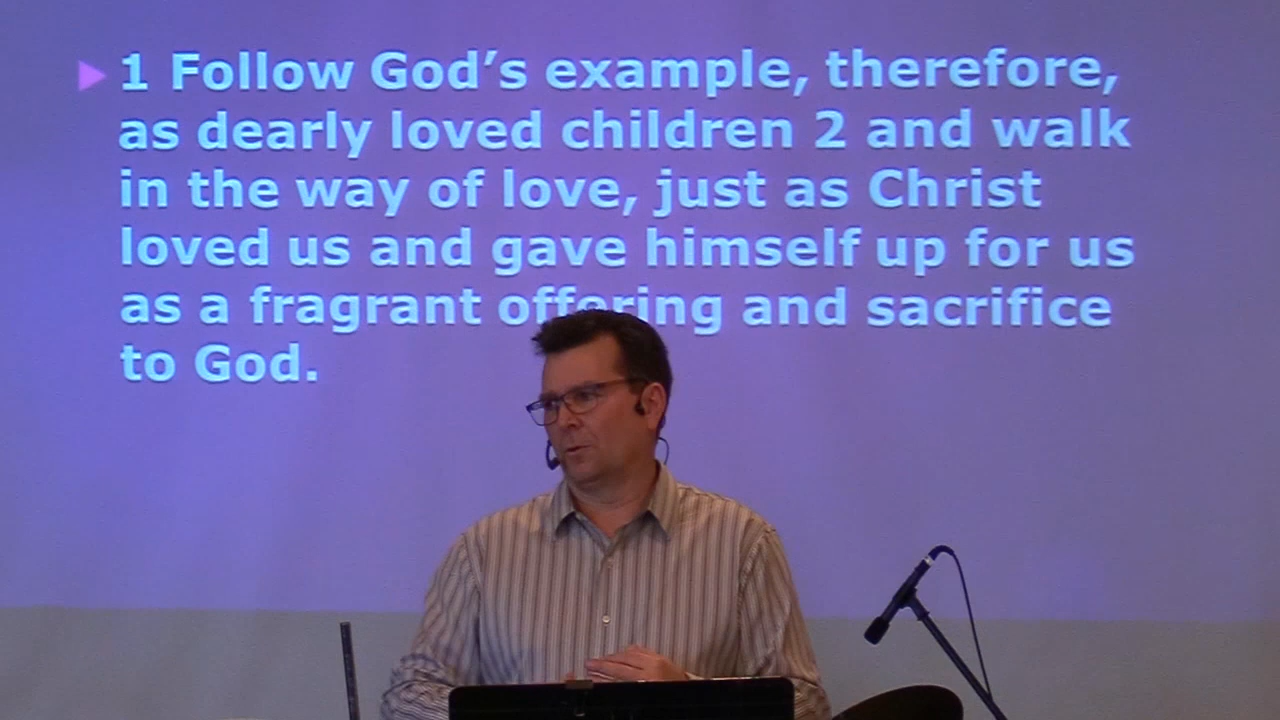 1 Follow God’s example, therefore,
as dearly loved children 2 and walk
in the way of love, just as Christ
loved us and gave himself up for us
as a fragrant offering and sacrifice
to God.